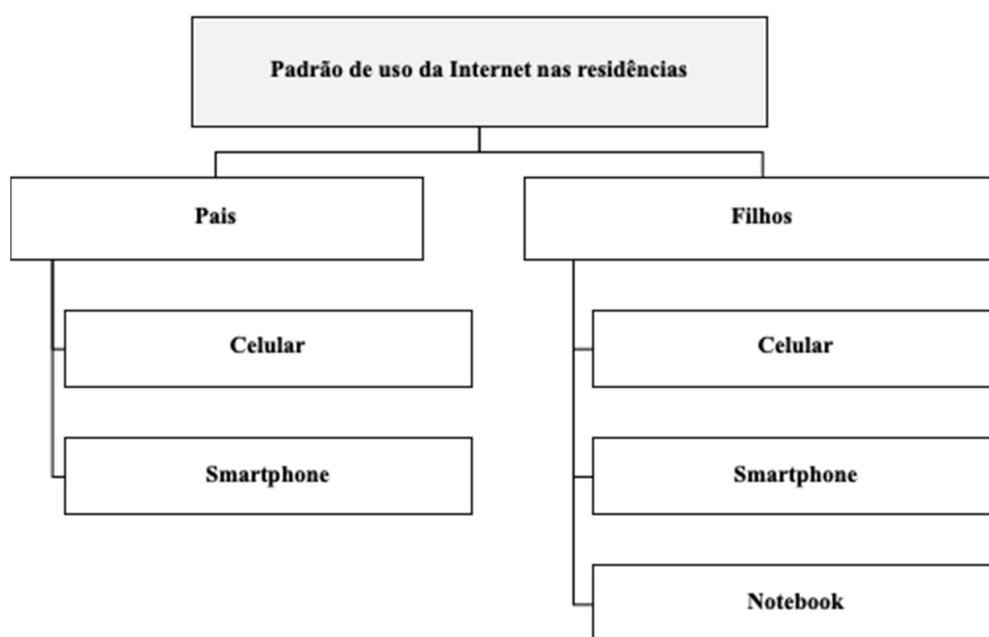 Padrão de uso da Internet nas residências
Pais
Filhos
Celular
Celular
Smartphone
Smartphone
Notebook